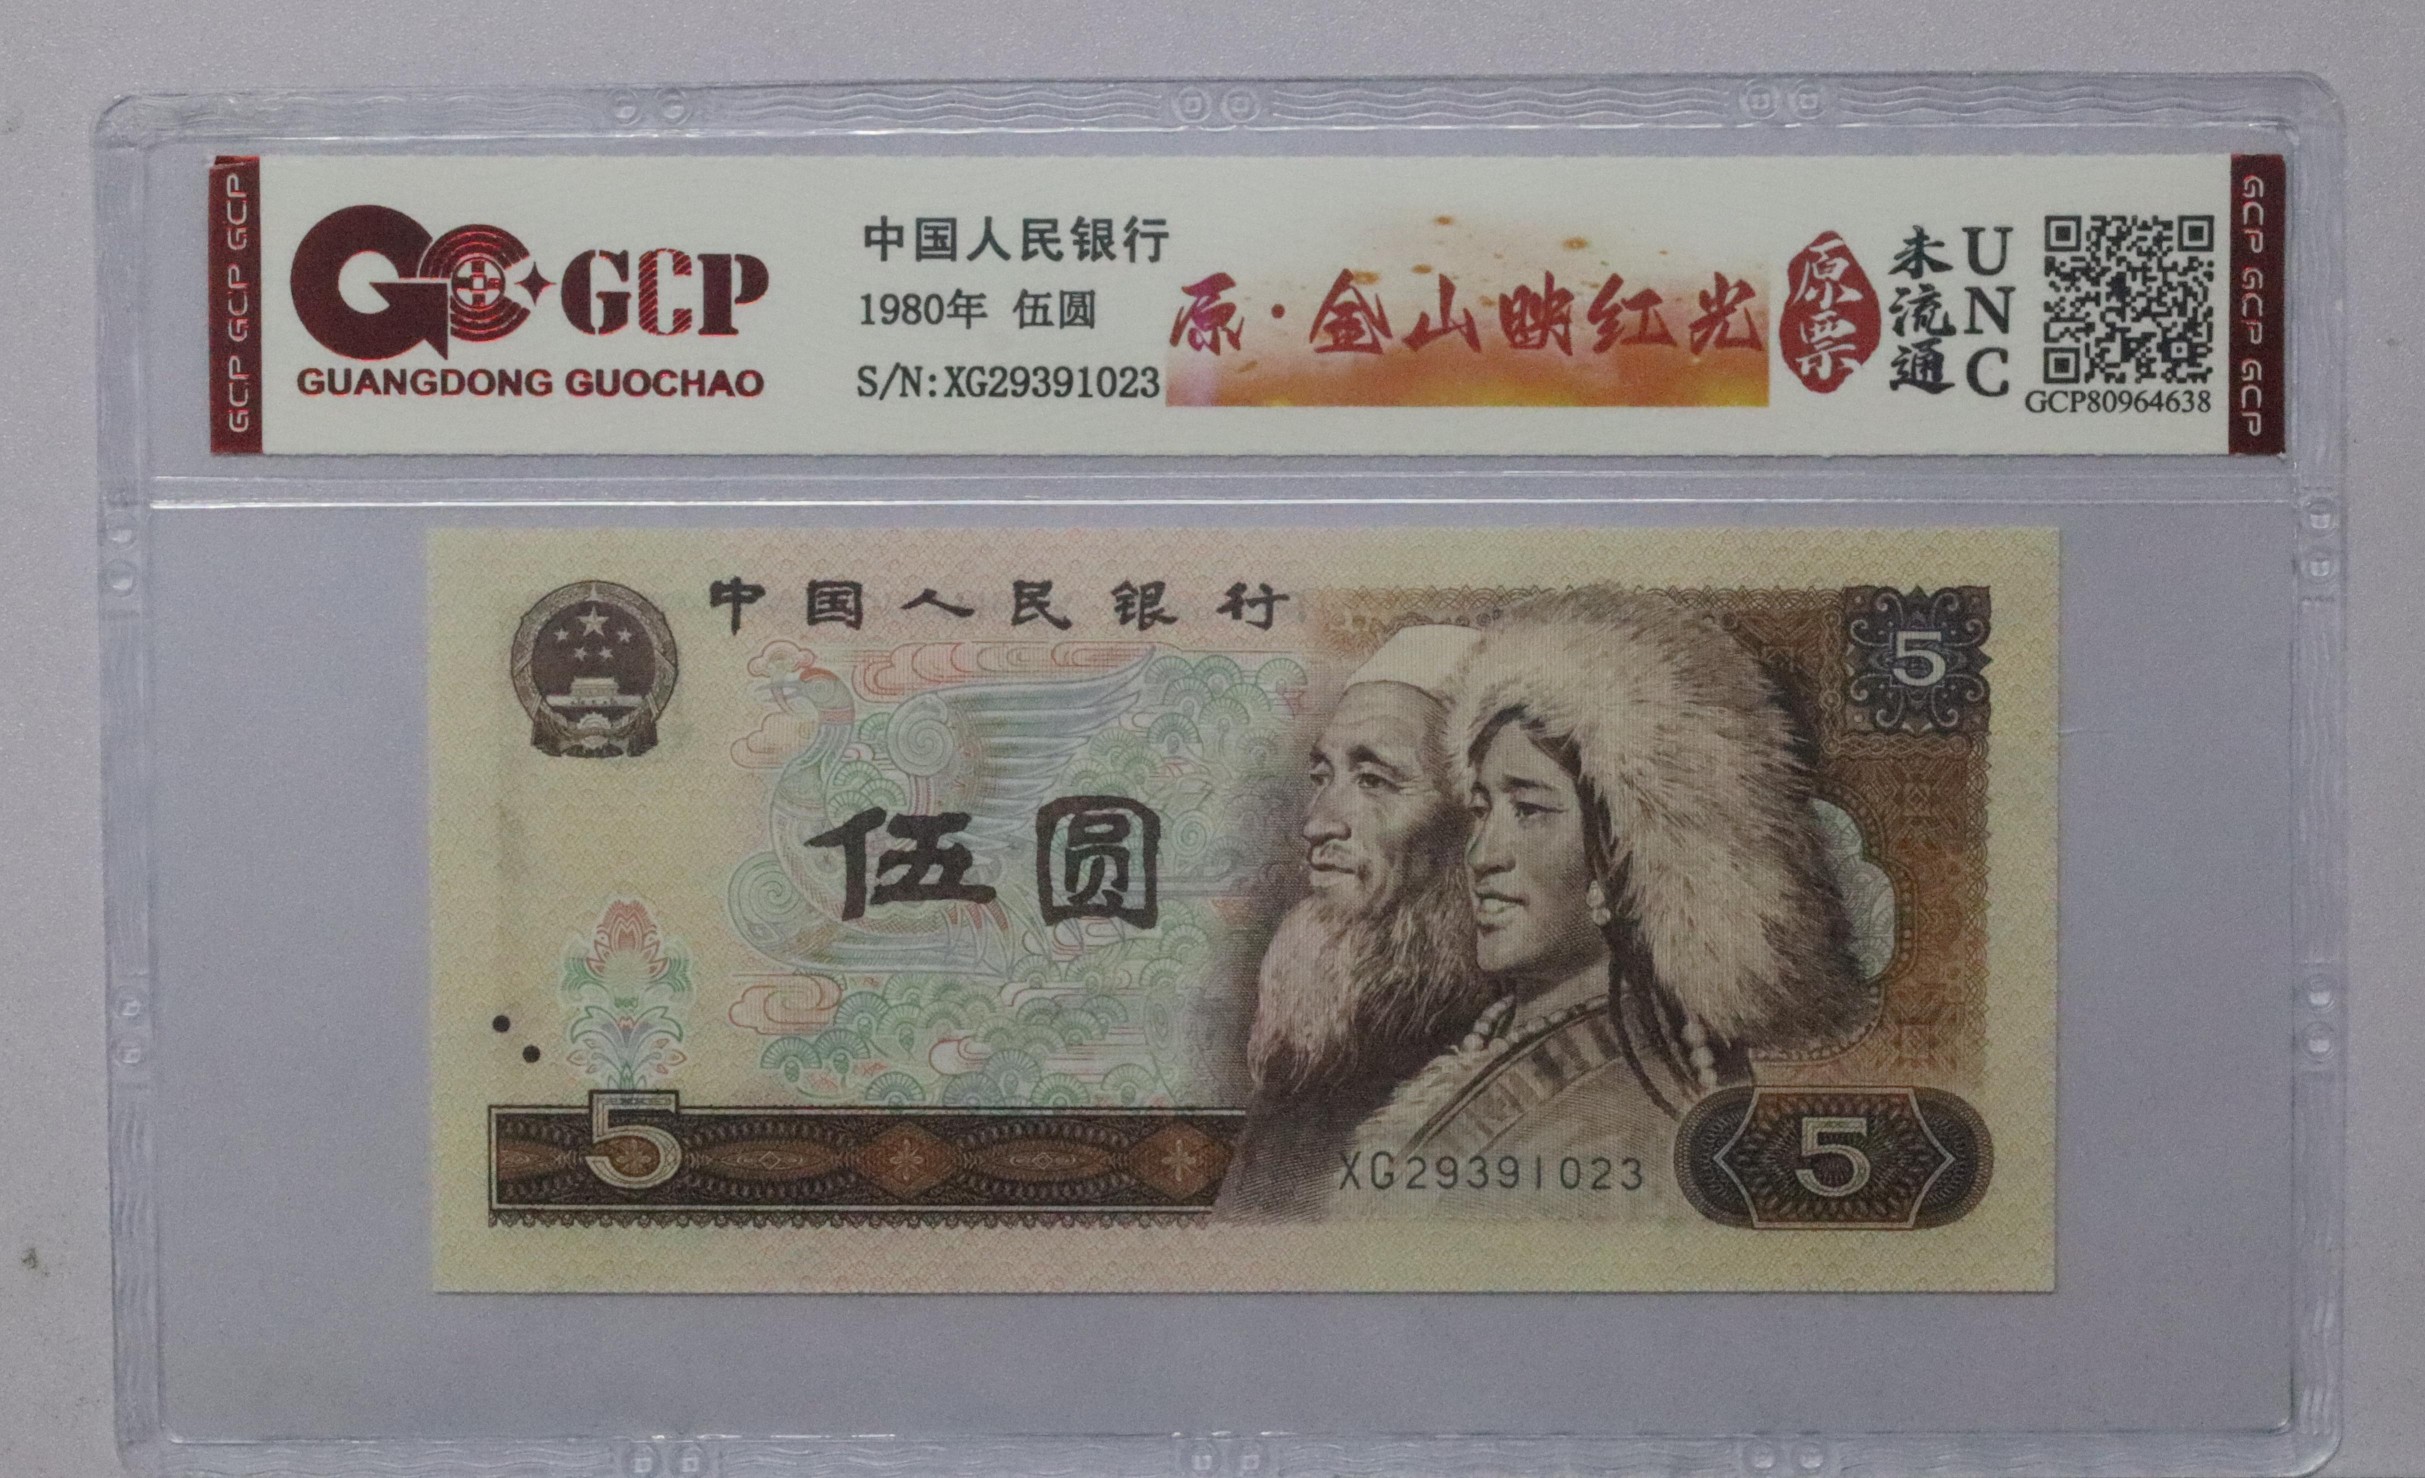 GCP GCP GCP
GCP
GUANGDONG GUOCHAO
中国人民银行
1980年 伍圆
S/N:XG29391023
原·金山映红光
原票
未流通
UNC
GCP80964638
GCP GCP GCP
中国人民银行
5
伍圆
5
XG29391023
5